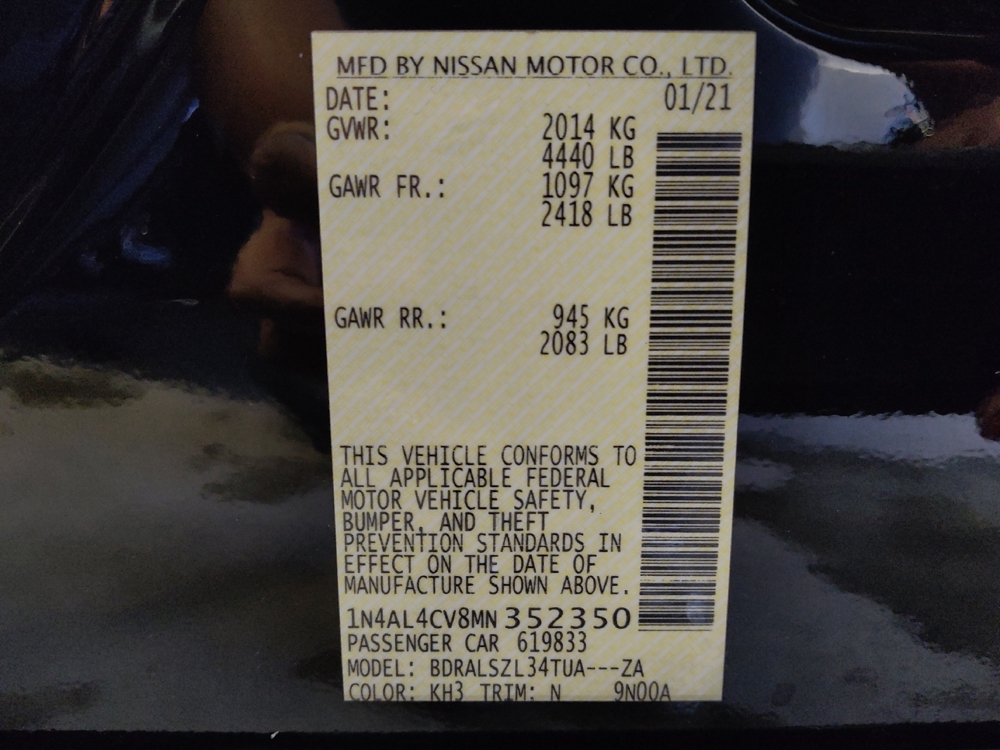 MFD BY NISSAN MOTOR CO., LTD.
DATE: 01/21
GVWR: 2014 KG
4440 LB
GAWR FR.: 1097 KG
2418 LB
GAWR RR.: 945 KG
2083 LB
THIS VEHICLE CONFORMS TO
ALL APPLICABLE FEDERAL
MOTOR VEHICLE SAFETY,
BUMPER, AND THEFT
PREVENTION STANDARDS IN
EFFECT ON THE DATE OF
MANUFACTURE SHOWN ABOVE.
1N4AL4CV8MN352350
PASSENGER CAR 619833
MODEL: BDRALSZL34TUA---ZA
COLOR: KH3 TRIM: N 9N00A